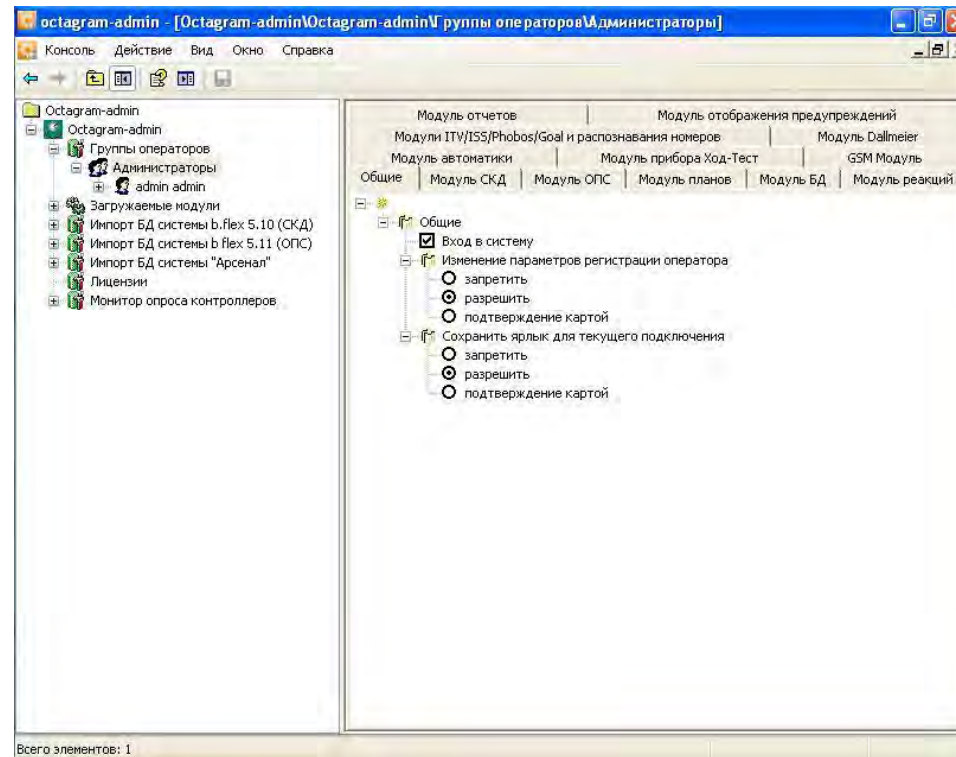 octagram-admin - [Octagram-admin\Octagram-admin\Группы операторов\Администраторы]
Консоль Действие Вид Окно Справка
Octagram-admin
Octagram-admin
Группы операторов
Администраторы
admin admin
Загружаемые модули
Импорт БД системы b.flex 5.10 (СКД)
Импорт БД системы b flex 5.11 (ОПС)
Импорт БД системы "Арсенал"
Лицензии
Монитор опроса контроллеров
Модуль отчетов Модуль отображения предупреждений
Модули ITV/ISS/Phobos/Goal и распознавания номеров Модуль Dallmeier
Модуль автоматики Модуль прибора Ход-Тест GSM Модуль
Общие Модуль СКД Модуль ОПС Модуль планов Модуль БД Модуль реакций
Общие
Вход в систему
Изменение параметров регистрации оператора
запретить
разрешить
подтверждение картой
Сохранить ярлык для текущего подключения
запретить
разрешить
подтверждение картой
Всего элементов: 1